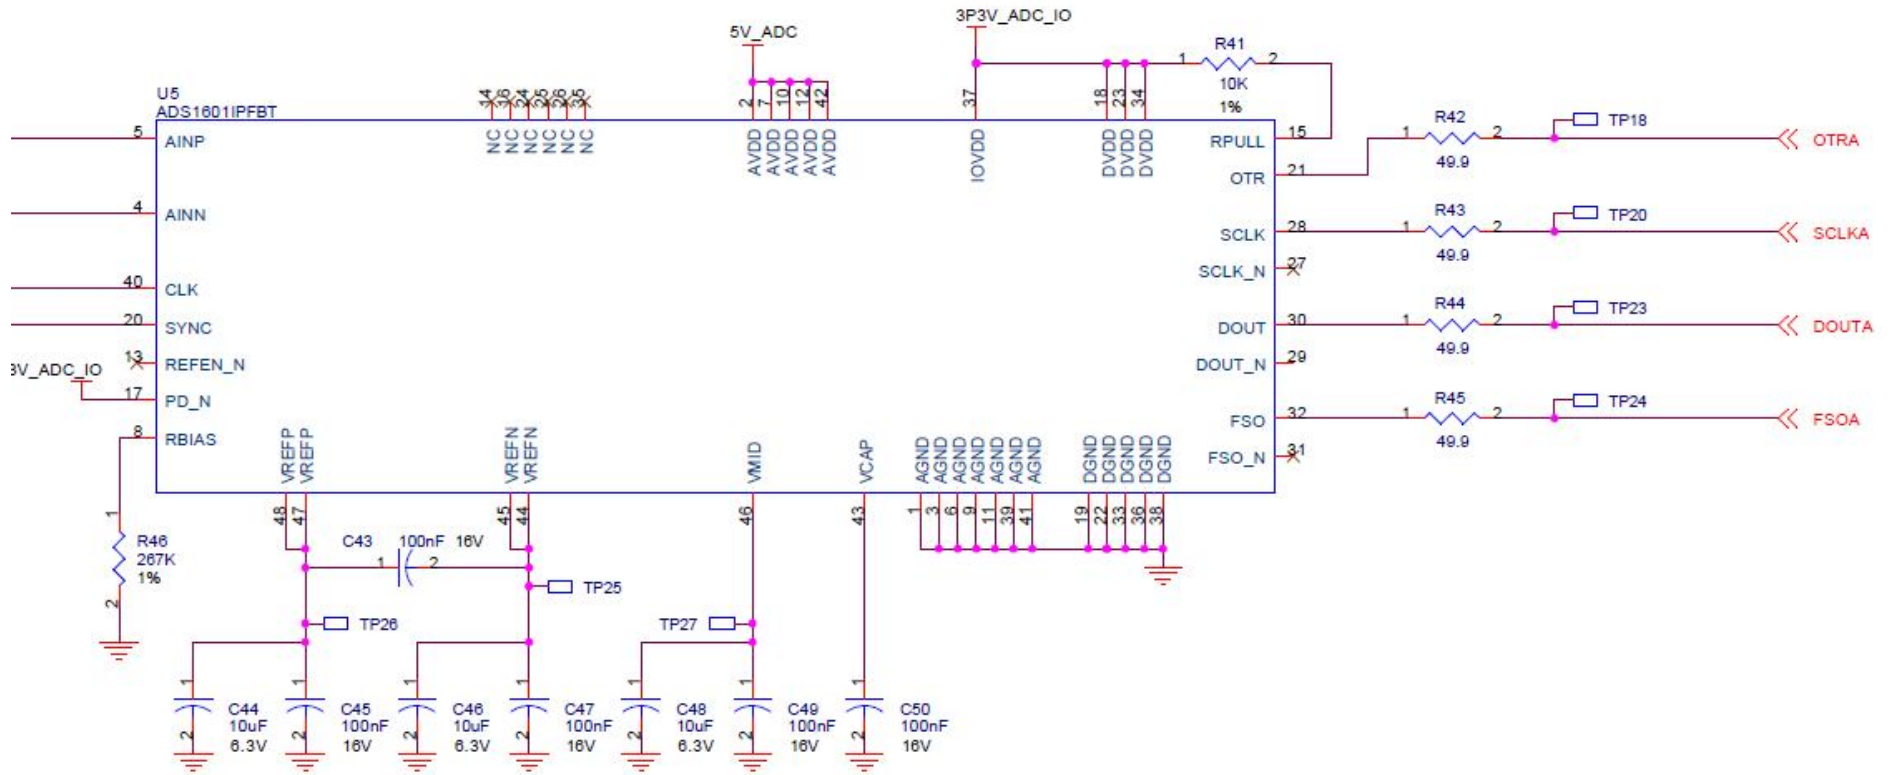 3P3V_ADC_IO
5V_ADC
R41
1 2
10K
1%
U5
ADS1601IPFBT
14 16 24 25 26 35
2 7 10 12 42
37
18 23 34
NC NC NC NC NC NC
AVDD AVDD AVDD AVDD AVDD
IOVDD
DVDD DVDD DVDD
5 AINP
RPULL 15
R42
1 2
49.9
TP18
OTRA
OTR 21
4 AINN
SCLK 28
R43
1 2
49.9
TP20
SCLKA
SCLK_N 27
40 CLK
20 SYNC
DOUT 30
R44
1 2
49.9
TP23
DOUTA
13 REFEN_N
DOUT_N 29
3V_ADC_IO
17 PD_N
FSO 32
R45
1 2
49.9
TP24
FSOA
8 RBIAS
FSO_N 31
VREFP VREFP
VREFN VREFN
VMID
VCAP
AGND AGND AGND AGND AGND AGND AGND
DGND DGND DGND DGND DGND
48 47
45 44
46
43
1 3 6 9 11 39 41
19 22 33 36 38
1
R46
267K
1%
2
C43 100nF 16V
1 2
TP25
TP26
TP27
1 1 1 1 1 1 1
C44
10uF
6.3V
C45
100nF
16V
C46
10uF
6.3V
C47
100nF
16V
C48
10uF
6.3V
C49
100nF
16V
C50
100nF
16V
2 2 2 2 2 2 2